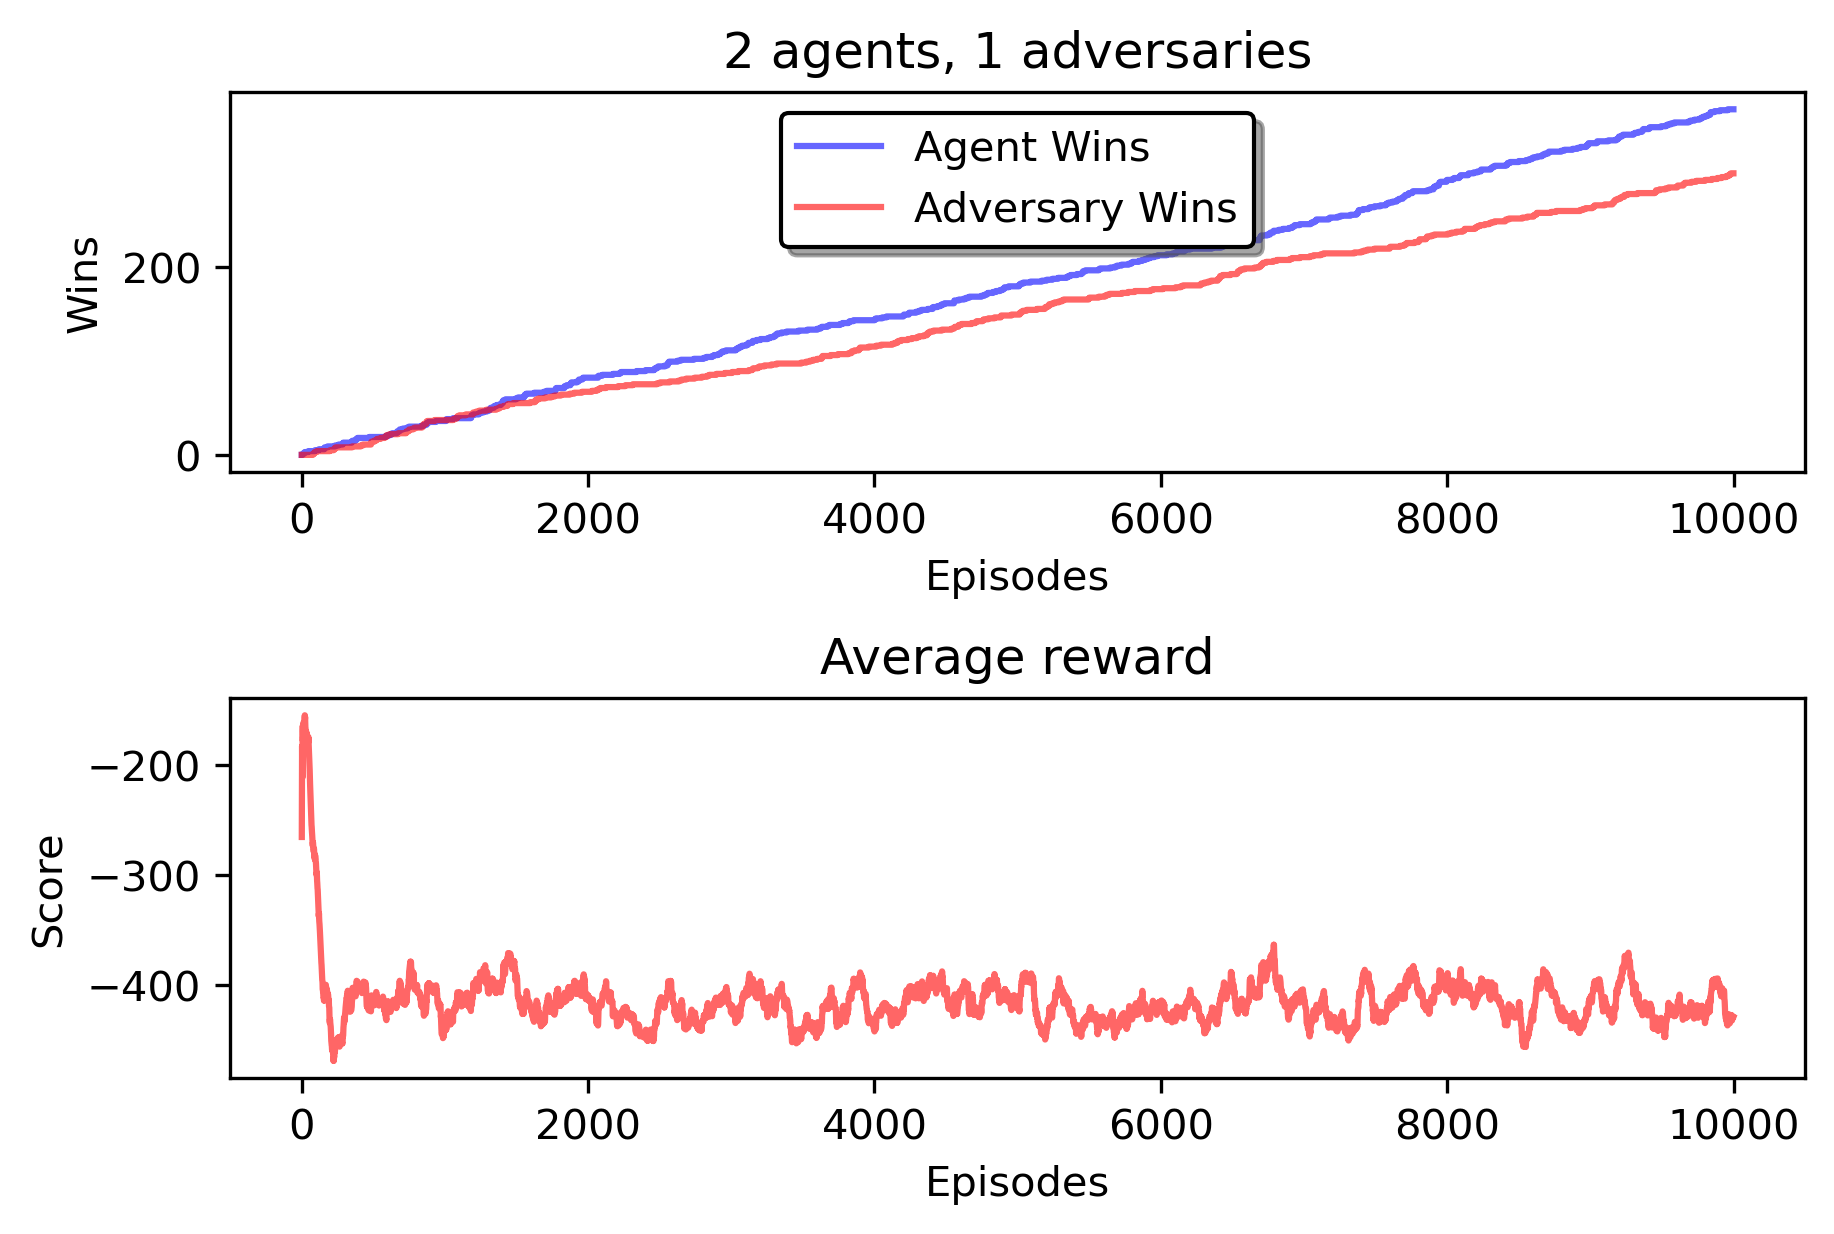 2 agents, 1 adversaries
Agent Wins
Adversary Wins
Wins
200
0
0 2000 4000 6000 8000 10000
Episodes
Average reward
Score
−200
−300
−400
0 2000 4000 6000 8000 10000
Episodes